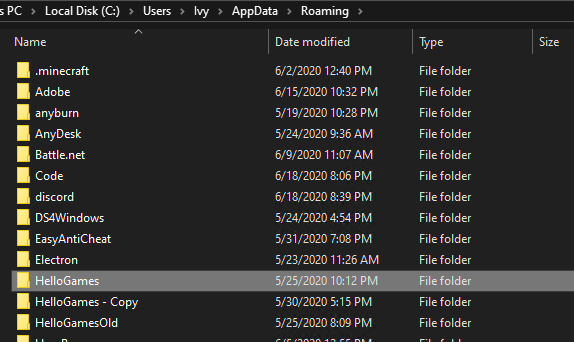 s PC > Local Disk (C:) > Users > Ivy > AppData > Roaming >
Name Date modified Type Size
.minecraft 6/2/2020 12:40 PM File folder
Adobe 6/15/2020 10:32 PM File folder
anyburn 5/19/2020 10:28 PM File folder
AnyDesk 5/24/2020 9:36 AM File folder
Battle.net 6/9/2020 11:07 AM File folder
Code 6/18/2020 8:06 PM File folder
discord 6/18/2020 8:39 PM File folder
DS4Windows 5/24/2020 4:54 PM File folder
EasyAntiCheat 5/31/2020 7:08 PM File folder
Electron 5/23/2020 11:26 AM File folder
HelloGames 5/25/2020 10:12 PM File folder
HelloGames - Copy 5/30/2020 5:15 PM File folder
HelloGamesOld 5/25/2020 8:09 PM File folder